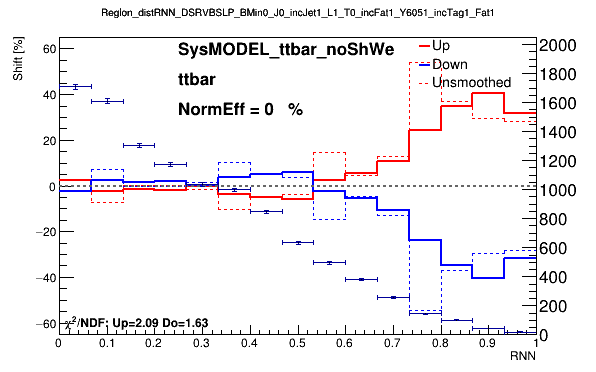 Region_distRNN_DSRVBSLP_BMin0_J0_incJet1_L1_T0_incFat1_Y6051_incTag1_Fat1
Shift [%]
SysMODEL_ttbar_noShWe
ttbar
NormEff = 0 %
Up
Down
Unsmoothed
60
40
20
0
−20
−40
−60
2000
1800
1600
1400
1200
1000
800
600
400
200
0
χ²/NDF: Up=2.09 Do=1.63
0 0.1 0.2 0.3 0.4 0.5 0.6 0.7 0.8 0.9 1
RNN